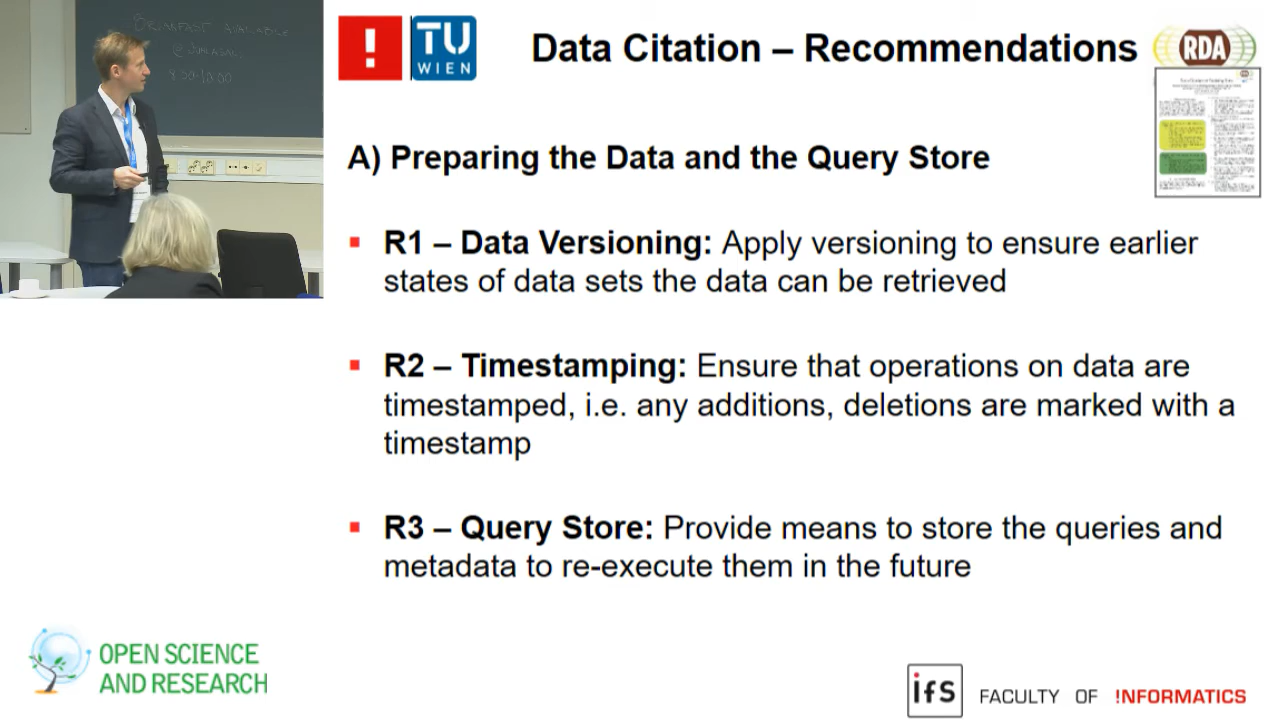 BREAKFAST AVAILABLE
@
! TU WIEN
Data Citation – Recommendations
RDA
A) Preparing the Data and the Query Store
R1 – Data Versioning: Apply versioning to ensure earlier
states of data sets the data can be retrieved
R2 – Timestamping: Ensure that operations on data are
timestamped, i.e. any additions, deletions are marked with a
timestamp
R3 – Query Store: Provide means to store the queries and
metadata to re-execute them in the future
OPEN SCIENCE
AND RESEARCH
ifs FACULTY OF !NFORMATICS